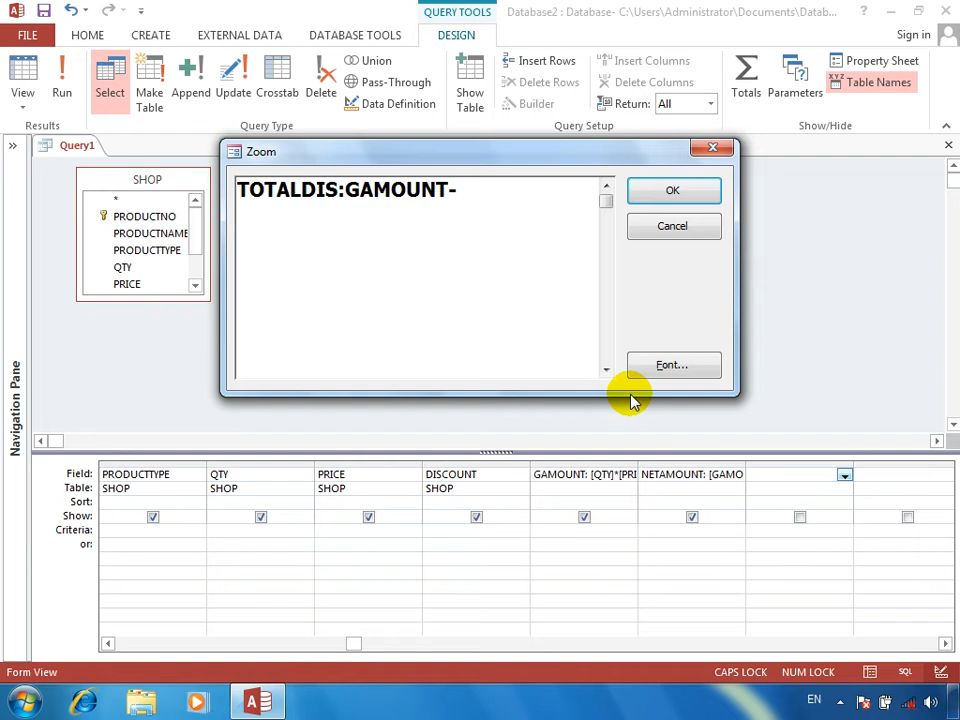 QUERY TOOLS
Database2 : Database- C:\Users\Administrator\Documents\Datab...
FILE
HOME
CREATE
EXTERNAL DATA
DATABASE TOOLS
DESIGN
Sign in
View
Run
Select
Make Table
Append
Update
Crosstab
Delete
Union
Pass-Through
Data Definition
Show Table
Insert Rows
Delete Rows
Builder
Insert Columns
Delete Columns
Return: All
Totals
Parameters
Property Sheet
XYZ
Table Names
Results
Query Type
Query Setup
Show/Hide
Query1
Zoom
TOTALDIS:GAMOUNT-
OK
Cancel
Font...
SHOP
*
PRODUCTNO
PRODUCTNAME
PRODUCTTYPE
QTY
PRICE
Navigation Pane
Field: PRODUCTTYPE QTY PRICE DISCOUNT GAMOUNT: [QTY]*[PRI NETAMOUNT: [GAMO
Table: SHOP SHOP SHOP SHOP
Sort:
Show:
Criteria:
or:
Form View
CAPS LOCK NUM LOCK
SQL
EN